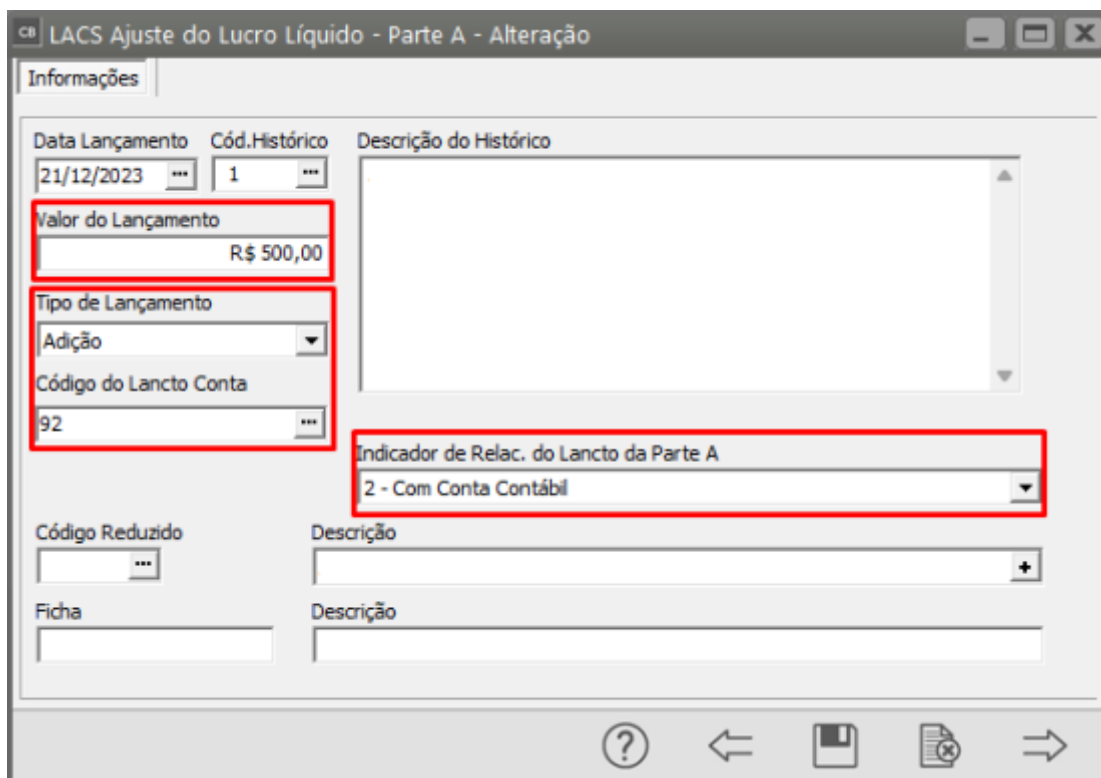 CB LACS Ajuste do Lucro Líquido - Parte A - Alteração
Informações
Data Lançamento Cód.Histórico Descrição do Histórico
21/12/2023 ... 1 ...
Valor do Lançamento
R$ 500,00
Tipo de Lançamento
Adição
Código do Lancto Conta
92 ...
Indicador de Relac. do Lancto da Parte A
2 - Com Conta Contábil
Código Reduzido Descrição
... +
Ficha Descrição
?